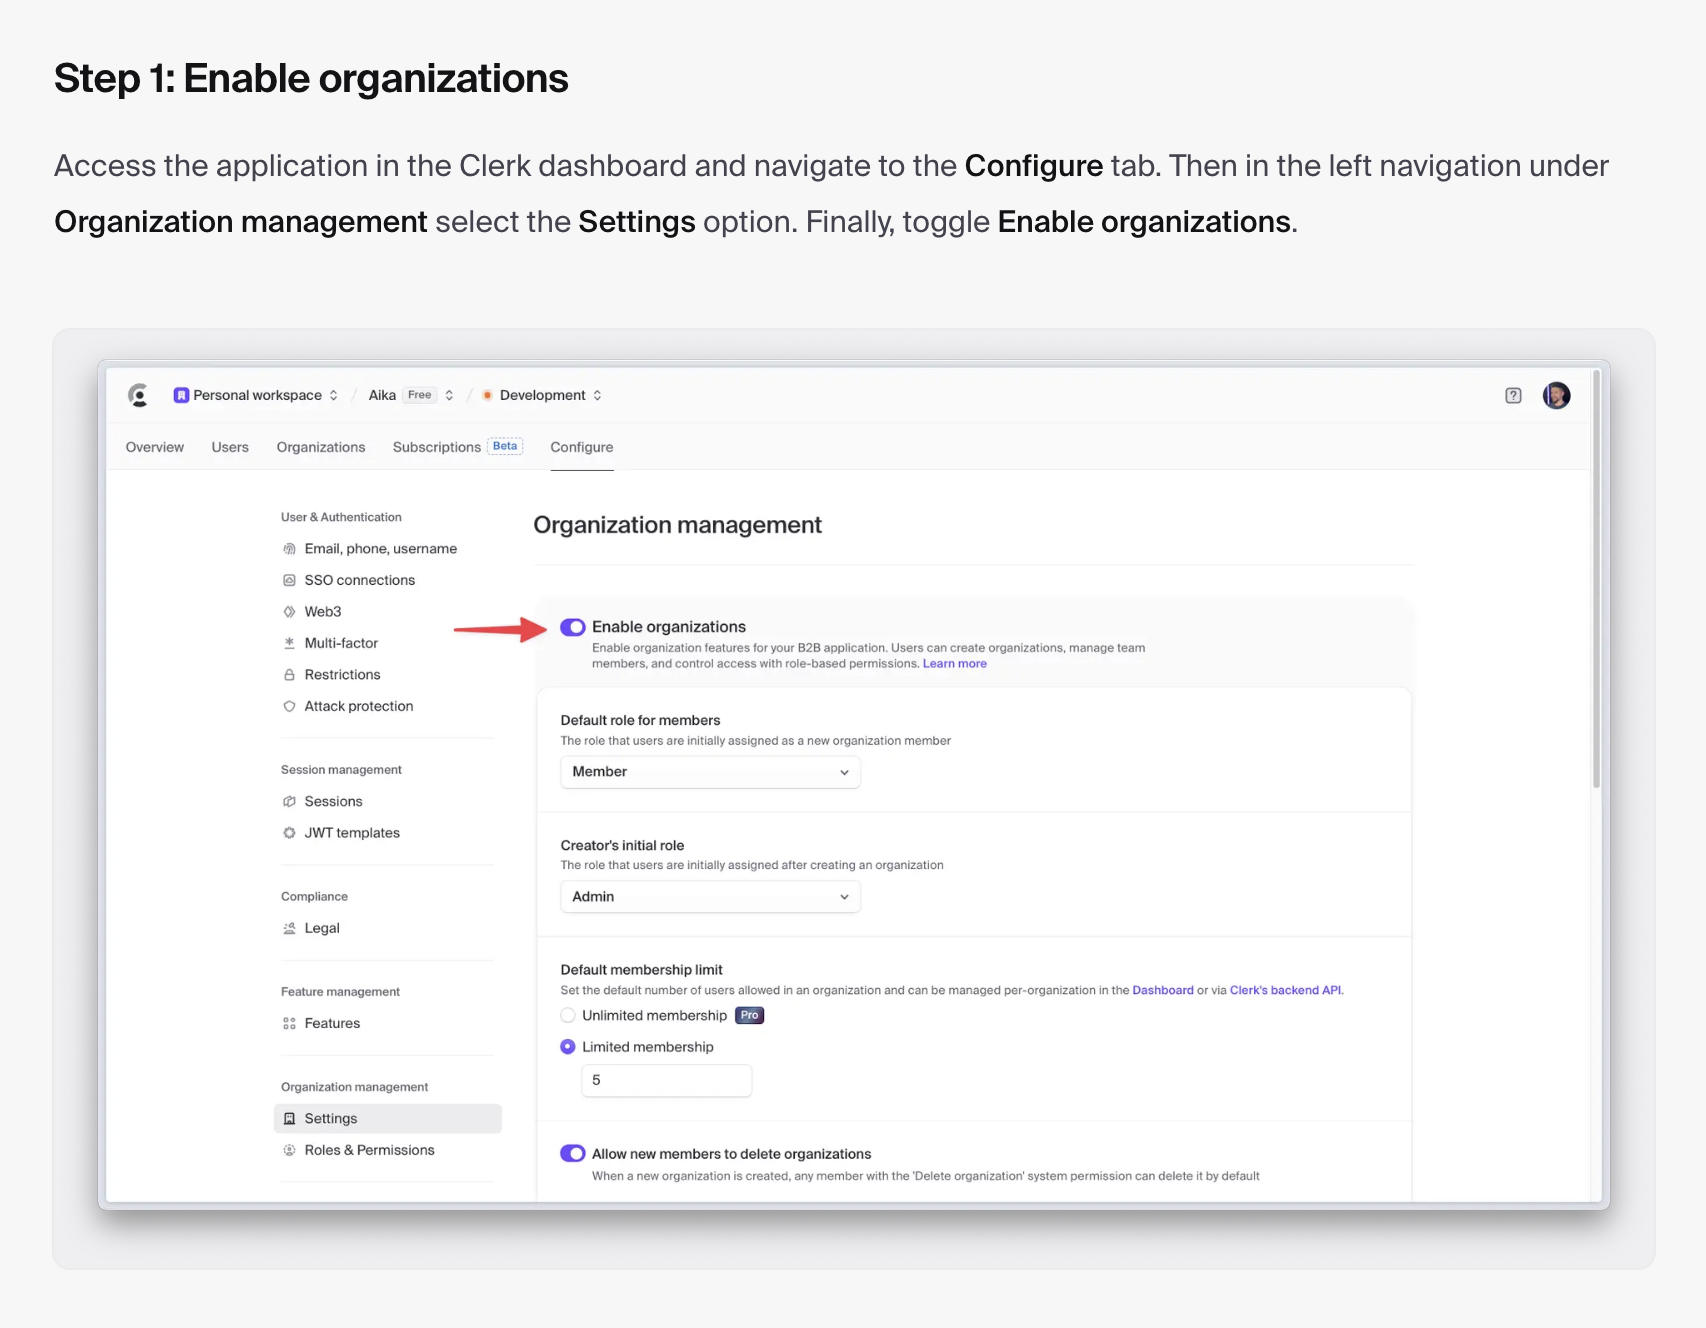 Step 1: Enable organizations
Access the application in the Clerk dashboard and navigate to the Configure tab. Then in the left navigation under
Organization management select the Settings option. Finally, toggle Enable organizations.
Personal workspace / Aika Free / Development
Overview Users Organizations Subscriptions Beta Configure
User & Authentication
Email, phone, username
SSO connections
Web3
Multi-factor
Restrictions
Attack protection
Session management
Sessions
JWT templates
Compliance
Legal
Feature management
Features
Organization management
Settings
Roles & Permissions
Organization management
Enable organizations
Enable organization features for your B2B application. Users can create organizations, manage team
members, and control access with role-based permissions. Learn more
Default role for members
The role that users are initially assigned as a new organization member
Member
Creator's initial role
The role that users are initially assigned after creating an organization
Admin
Default membership limit
Set the default number of users allowed in an organization and can be managed per-organization in the Dashboard or via Clerk's backend API.
Unlimited membership Pro
Limited membership
5
Allow new members to delete organizations
When a new organization is created, any member with the 'Delete organization' system permission can delete it by default